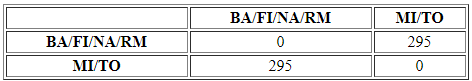 BA/FI/NA/RM MI/TO
BA/FI/NA/RM 0 295
MI/TO 295 0